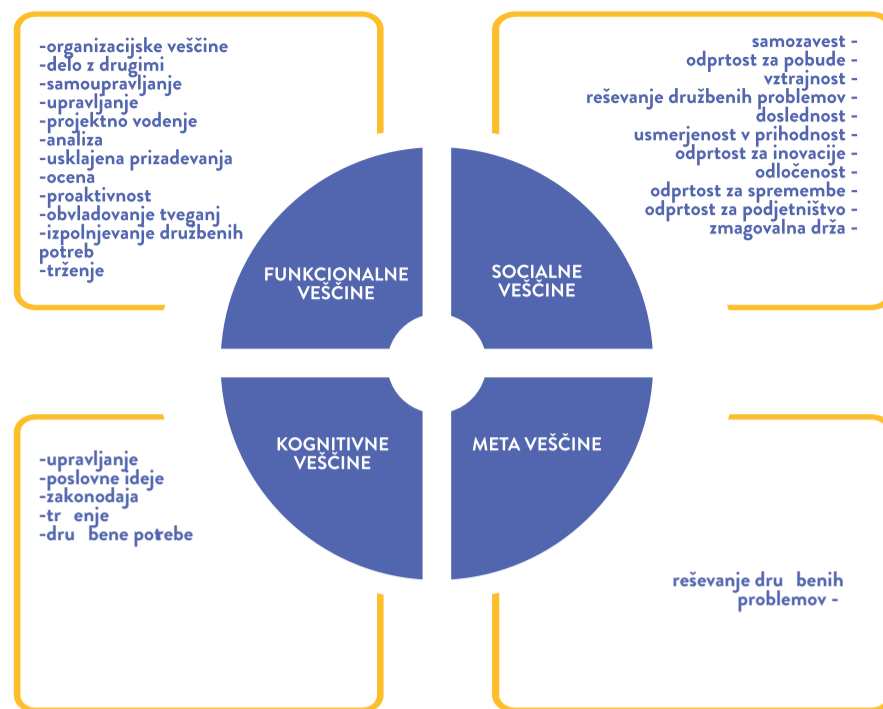 -organizacijske veščine
-delo z drugimi
-samoupravljanje
-upravljanje
-projektno vodenje
-analiza
-usklajena prizadevanja
-ocena
-proaktivnost
-obvladovanje tveganj
-izpolnjevanje družbenih
potreb
-trženje
samozavest -
odprtost za pobude -
vztrajnost -
reševanje družbenih problemov -
doslednost -
usmerjenost v prihodnost -
odprtost za inovacije -
odločenost -
odprtost za spremembe -
odprtost za podjetništvo -
zmagovalna drža -
FUNKCIONALNE
VEŠČINE
SOCIALNE
VEŠČINE
KOGNITIVNE
VEŠČINE
META VEŠČINE
-upravljanje
-poslovne ideje
-zakonodaja
-tr enje
-dru bene potrebe
reševanje dru benih
problemov -